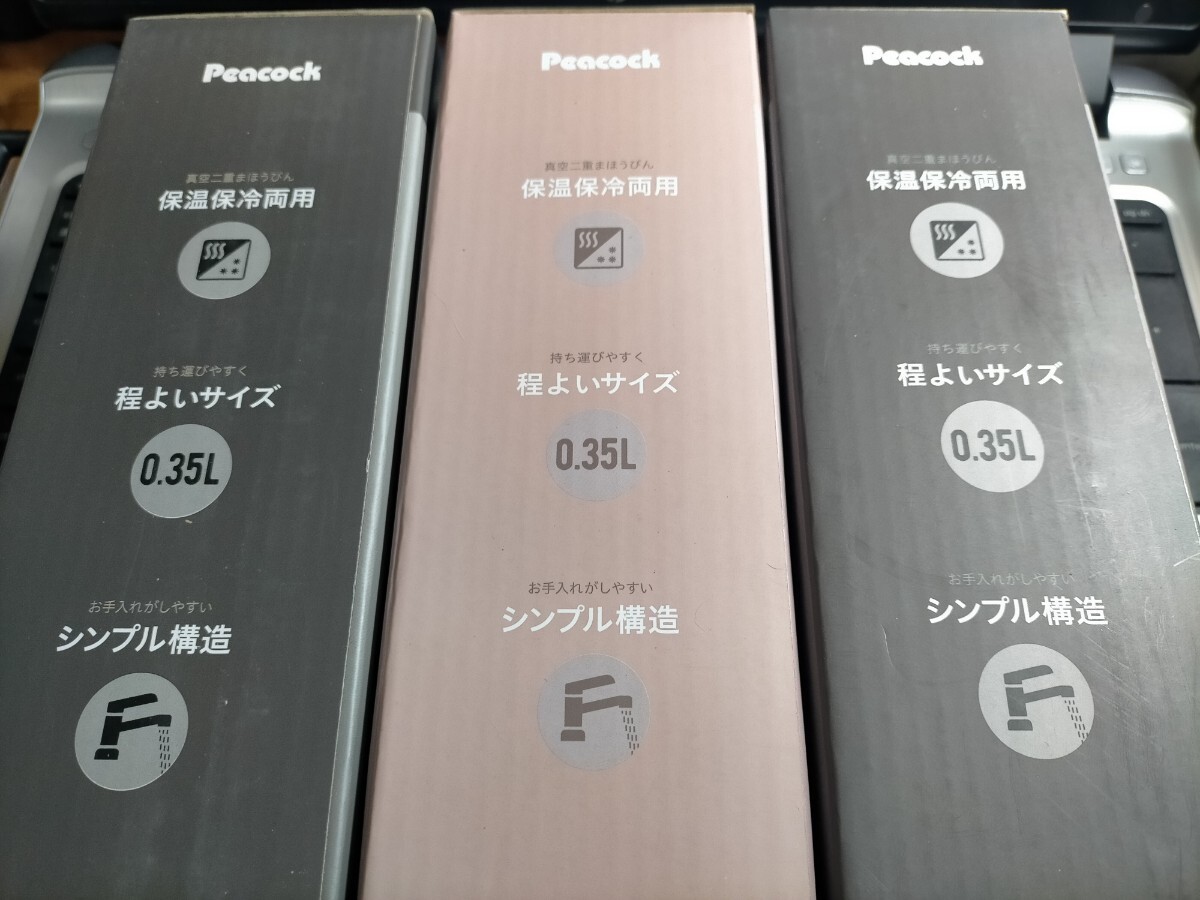 Peacock
真空二重まほうびん
保温保冷両用
持ち運びやすく
程よいサイズ
0.35L
お手入れがしやすい
シンプル構造
Peacock
真空二重まほうびん
保温保冷両用
持ち運びやすく
程よいサイズ
0.35L
お手入れがしやすい
シンプル構造
Peacock
真空二重まほうびん
保温保冷両用
持ち運びやすく
程よいサイズ
0.35L
お手入れがしやすい
シンプル構造